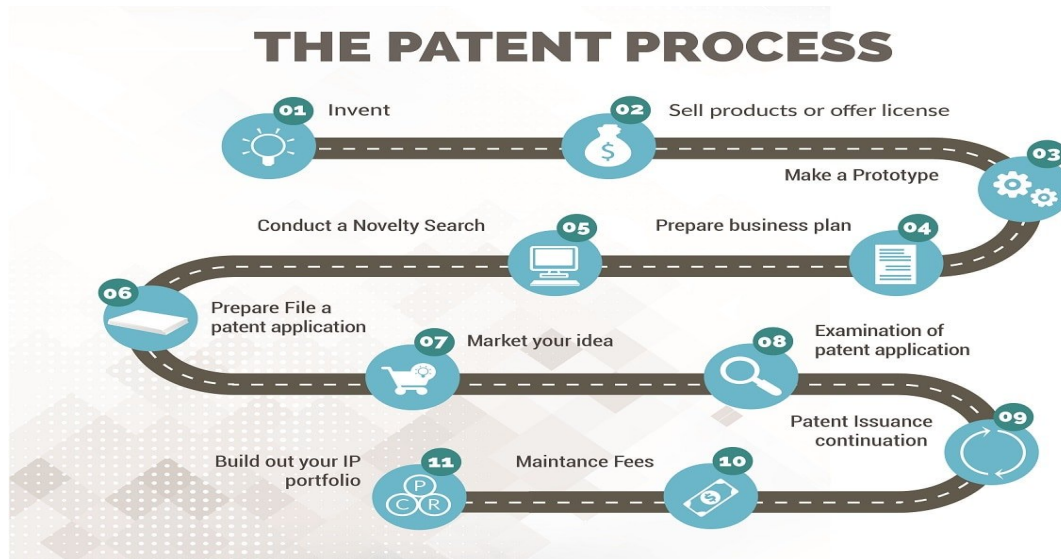 THE PATENT PROCESS
01 Invent
02 Sell products or offer license
03
Make a Prototype
04
Prepare business plan
05
Conduct a Novelty Search
06
Prepare File a
patent application
07 Market your idea
08
Examination of
patent application
09
Patent Issuance
continuation
10
Maintance Fees
11
Build out your IP
portfolio
P
C R